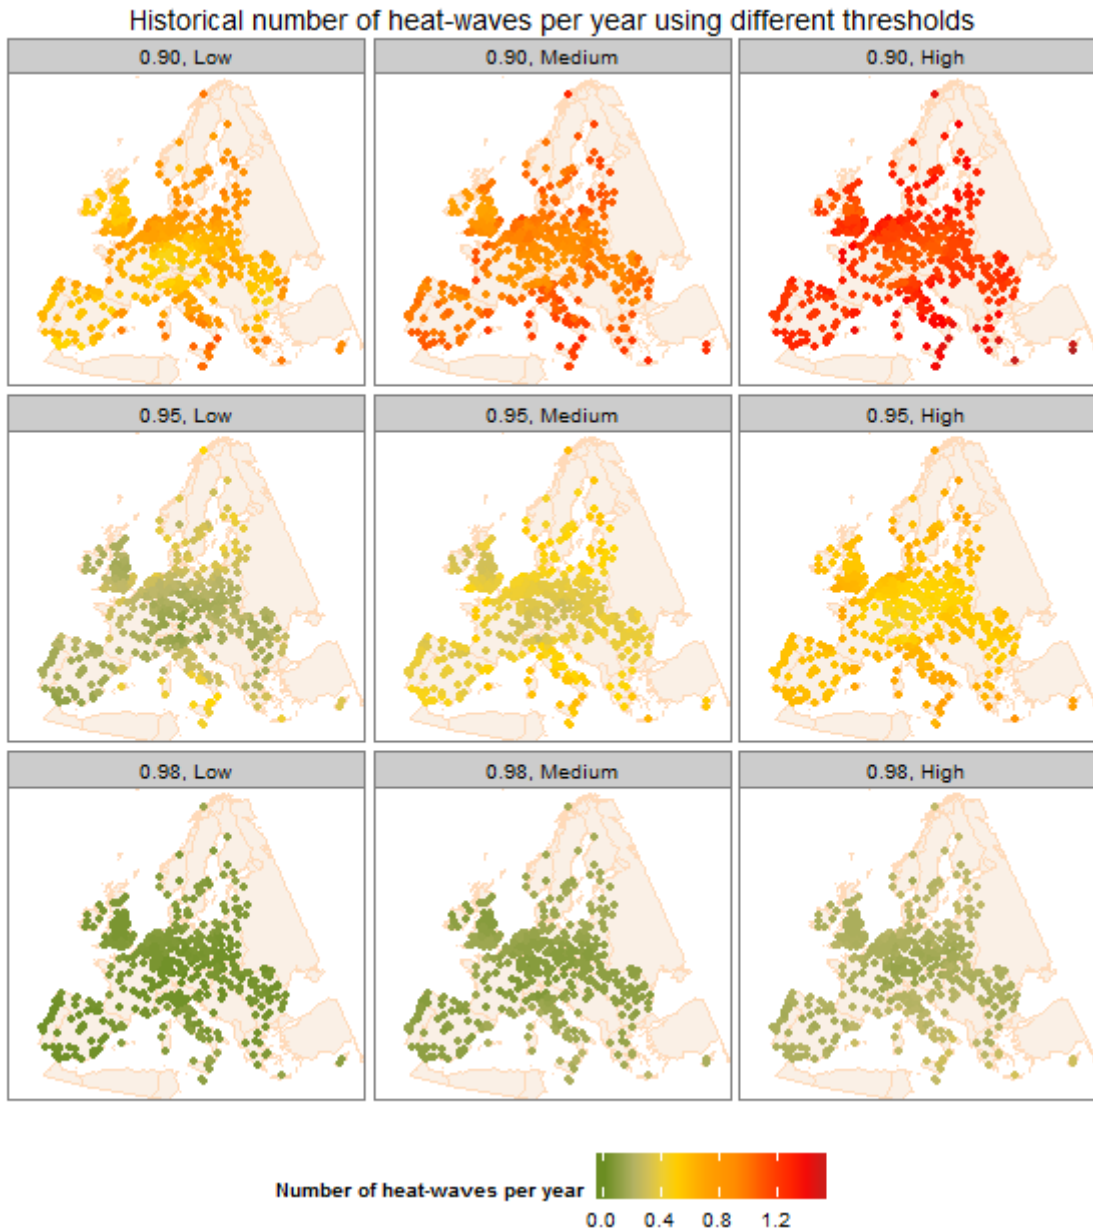 Historical number of heat-waves per year using different thresholds
0.90, Low
0.90, Medium
0.90, High
0.95, Low
0.95, Medium
0.95, High
0.98, Low
0.98, Medium
0.98, High
Number of heat-waves per year
0.0 0.4 0.8 1.2